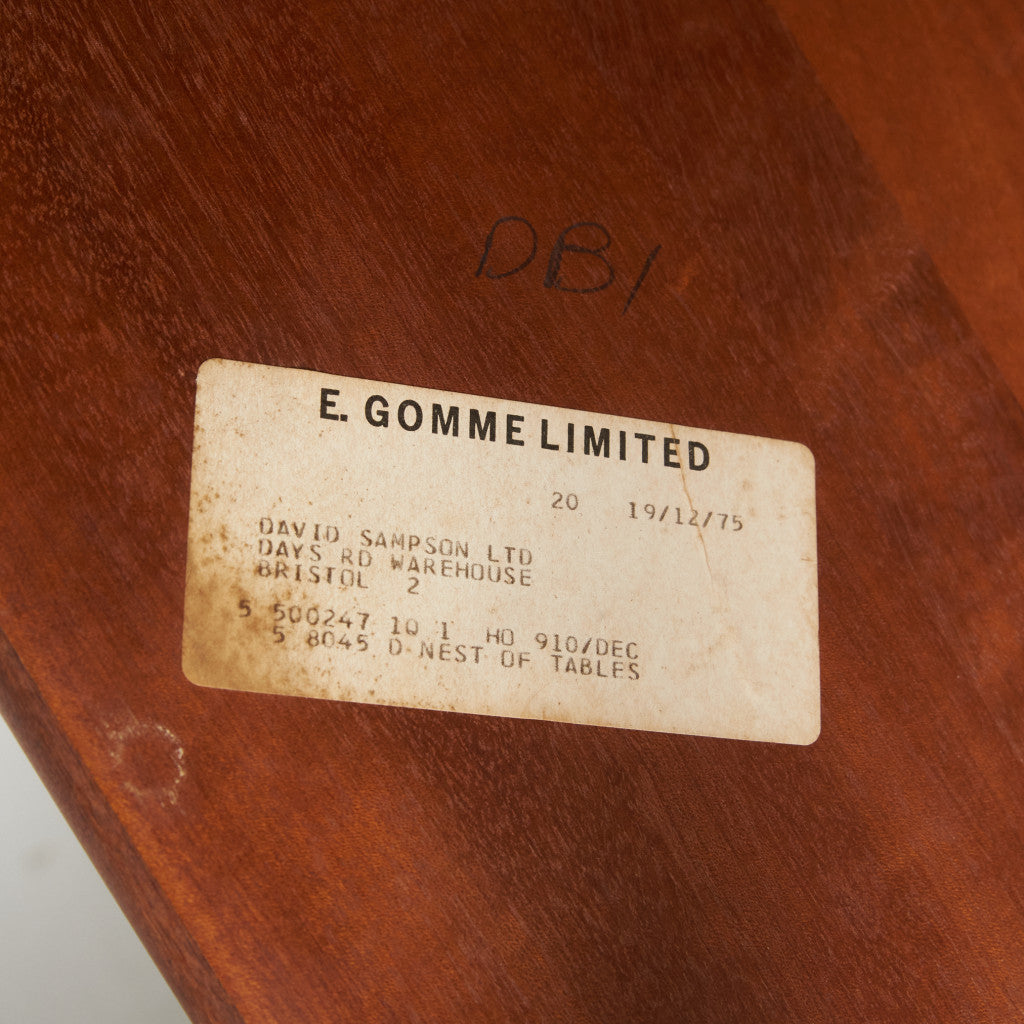 DB1
E. GOMME LIMITED
20 19/12/75
DAVID SAMPSON LTD
DAYS RD WAREHOUSE
BRISTOL 2
5 500247 10 1 HO 910/DEC
5 8045 D NEST OF TABLES